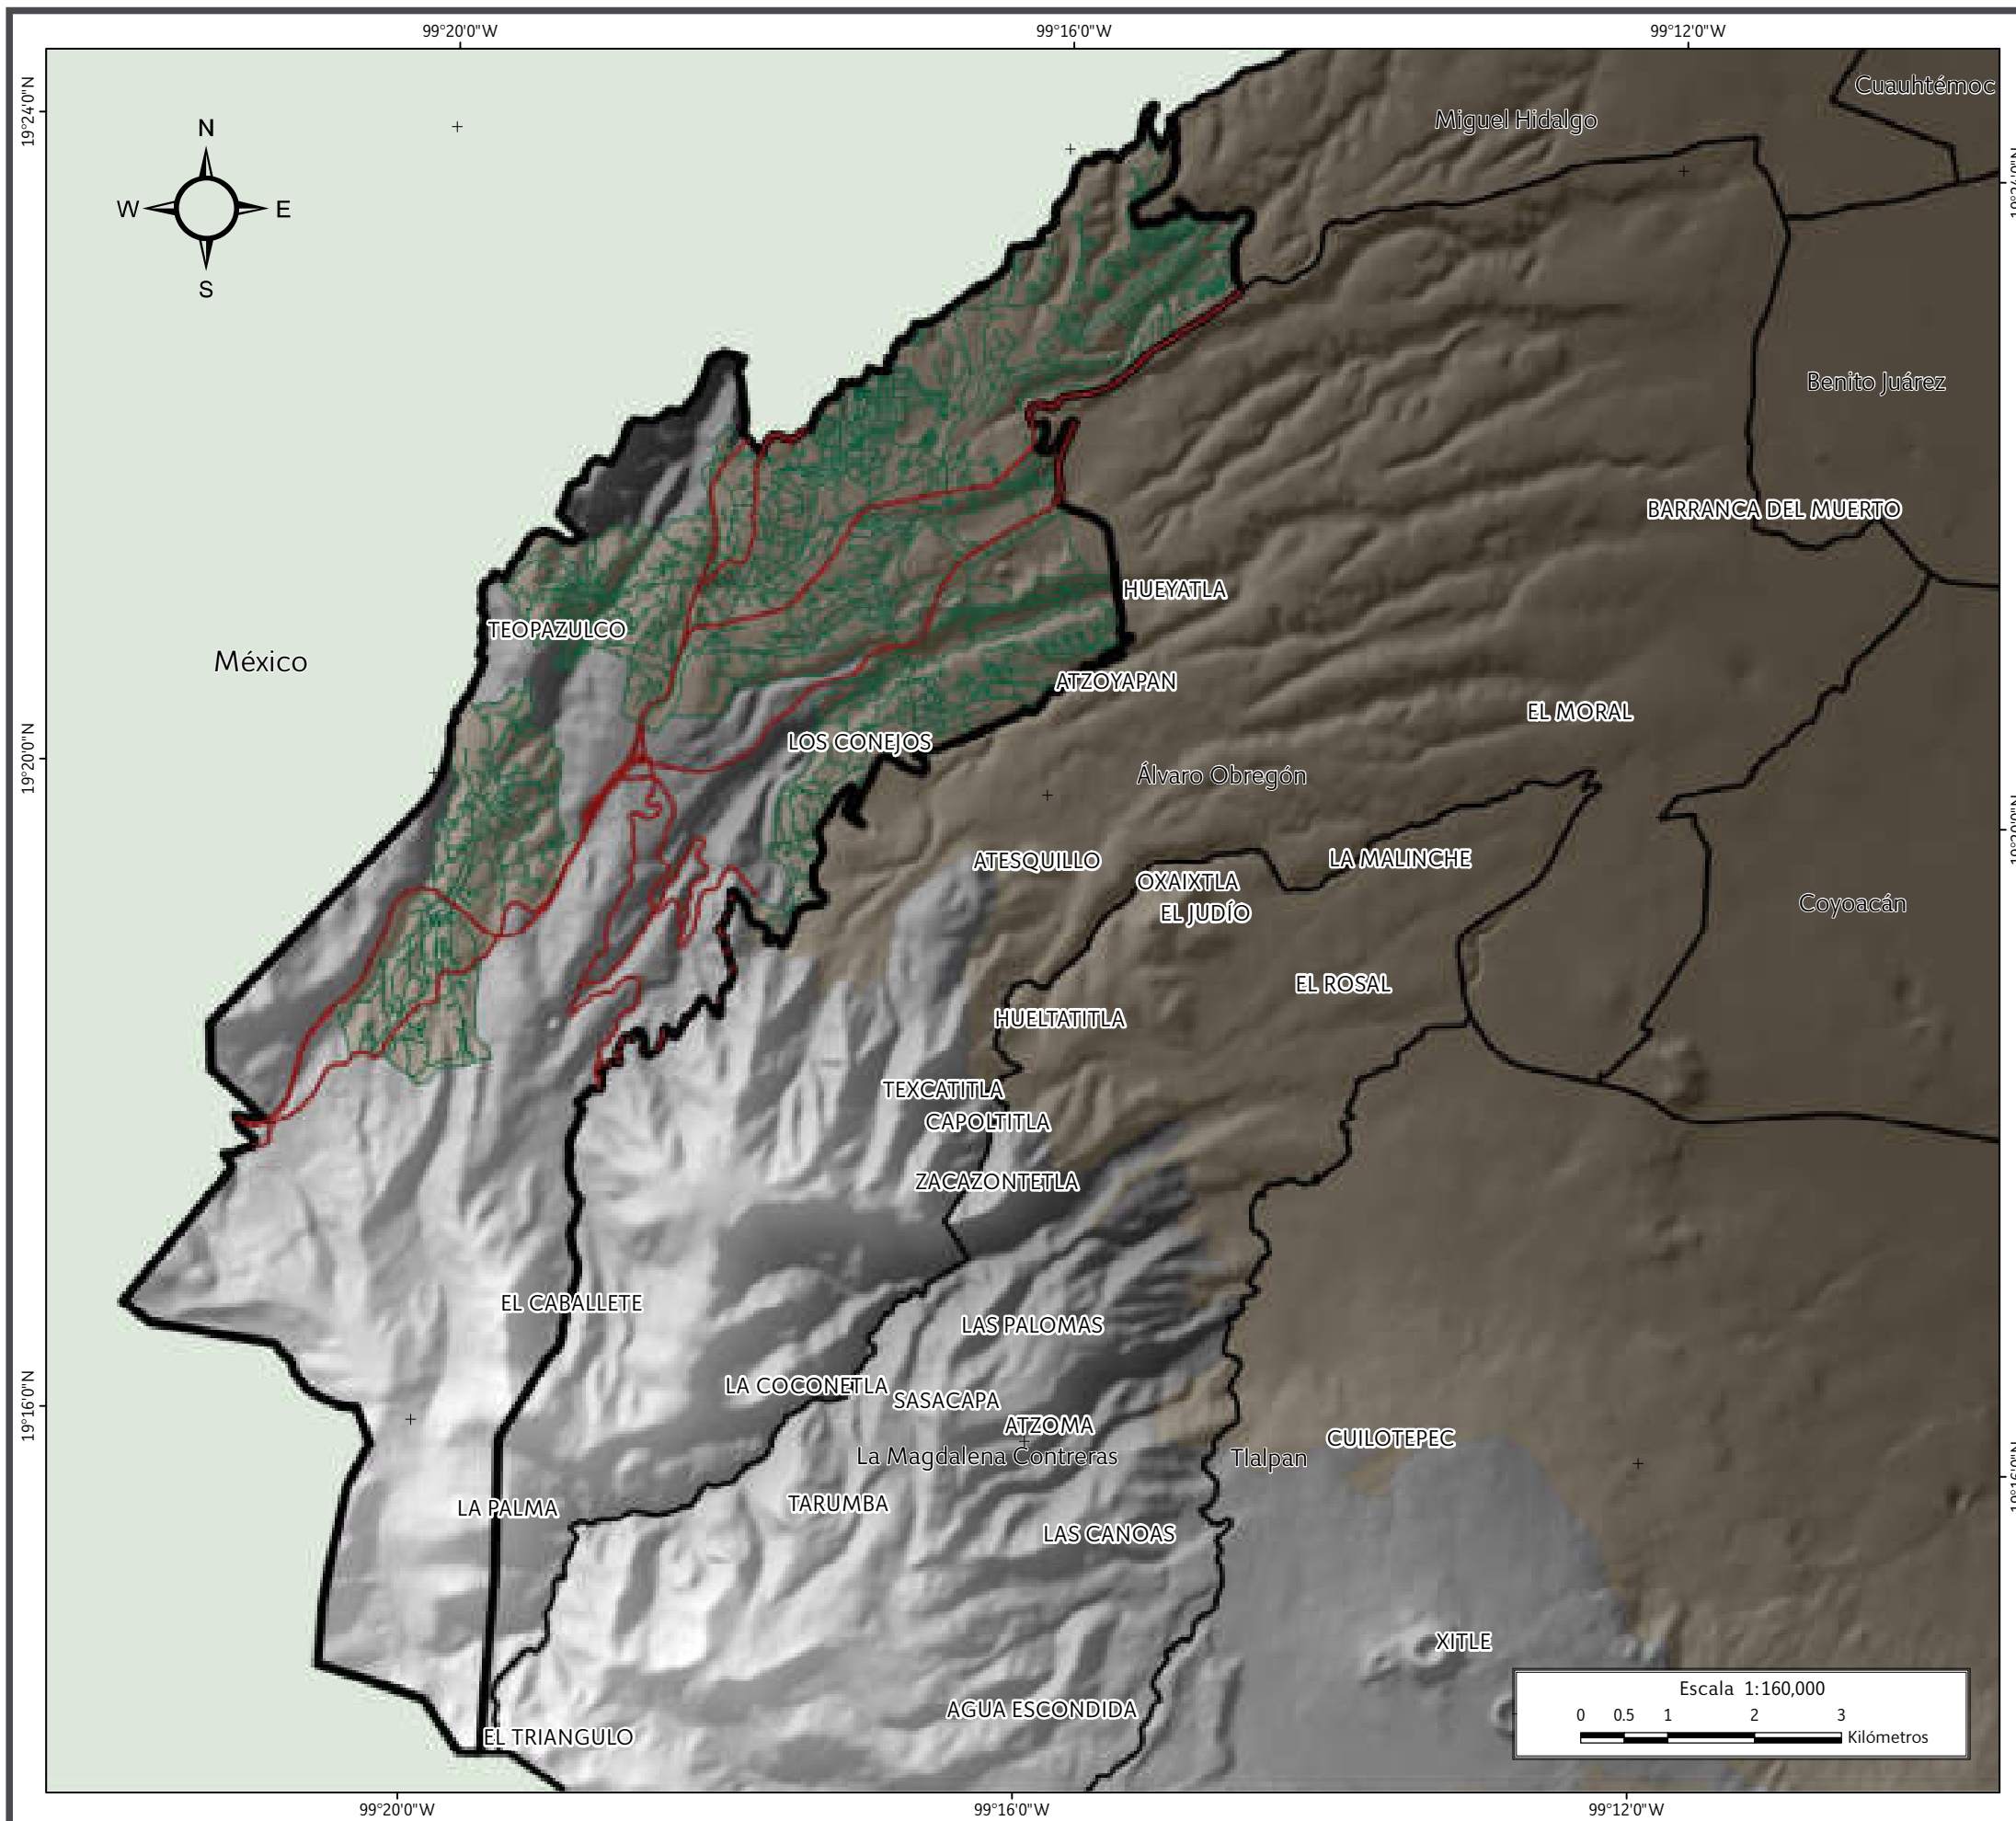 99°20'0"W 99°16'0"W 99°12'0"W
19°24'0"N
Cuauhtémoc
Miguel Hidalgo
N
W E
S
Benito Juárez
BARRANCA DEL MUERTO
HUEYATLA
TEOPAZULCO
México
ATZOYAPAN
EL MORAL
LOS CONEJOS
19°20'0"N
Álvaro Obregón
ATESQUILLO
LA MALINCHE
OXAIXTLA
EL JUDÍO
Coyoacán
EL ROSAL
HUELTATITLA
TEXCATITLA
CAPOLTITLA
ZACAZONTETLA
EL CABALLETE
LAS PALOMAS
LA COCONETLA
SASACAPA
ATZOMA
19°16'0"N
CUILOTEPEC
La Magdalena Contreras
Tlalpan
LA PALMA
TARUMBA
LAS CANOAS
XITLE
Escala 1:160,000
0 0.5 1 2 3
Kilómetros
AGUA ESCONDIDA
EL TRIANGULO
99°20'0"W 99°16'0"W 99°12'0"W